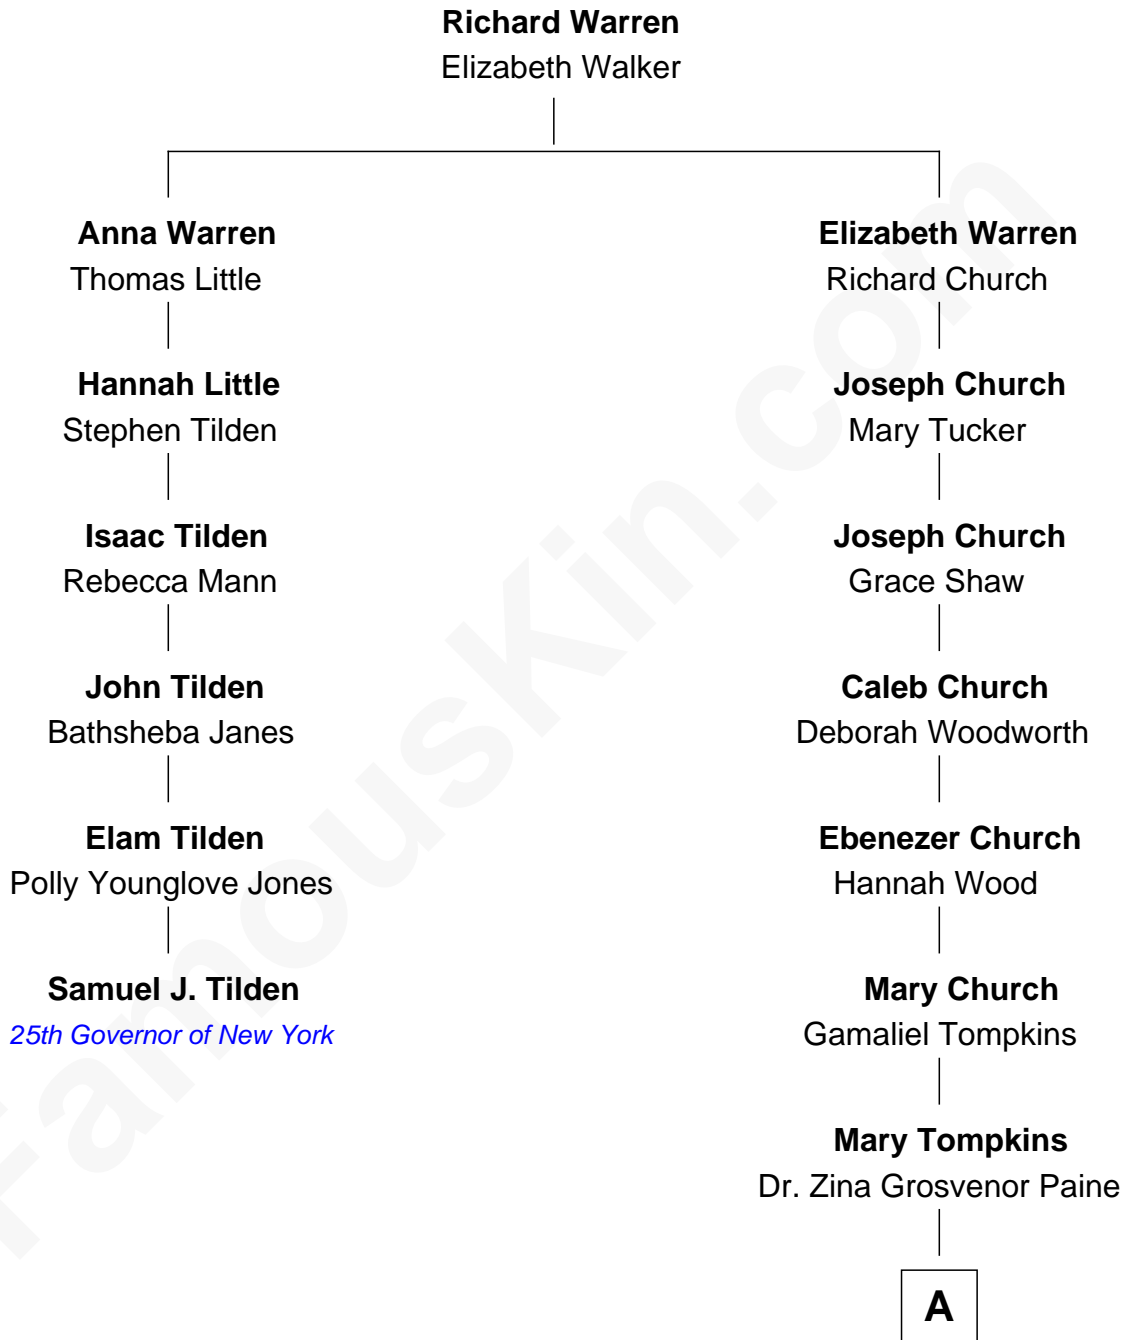 Richard Warren
Elizabeth Walker
Anna Warren
Thomas Little
Hannah Little
Stephen Tilden
Isaac Tilden
Rebecca Mann
John Tilden
Bathsheba Janes
Elam Tilden
Polly Younglove Jones
Samuel J. Tilden
25th Governor of New York
Elizabeth Warren
Richard Church
Joseph Church
Mary Tucker
Joseph Church
Grace Shaw
Caleb Church
Deborah Woodworth
Ebenezer Church
Hannah Wood
Mary Church
Gamaliel Tompkins
Mary Tompkins
Dr. Zina Grosvenor Paine
A
FamousKin.com